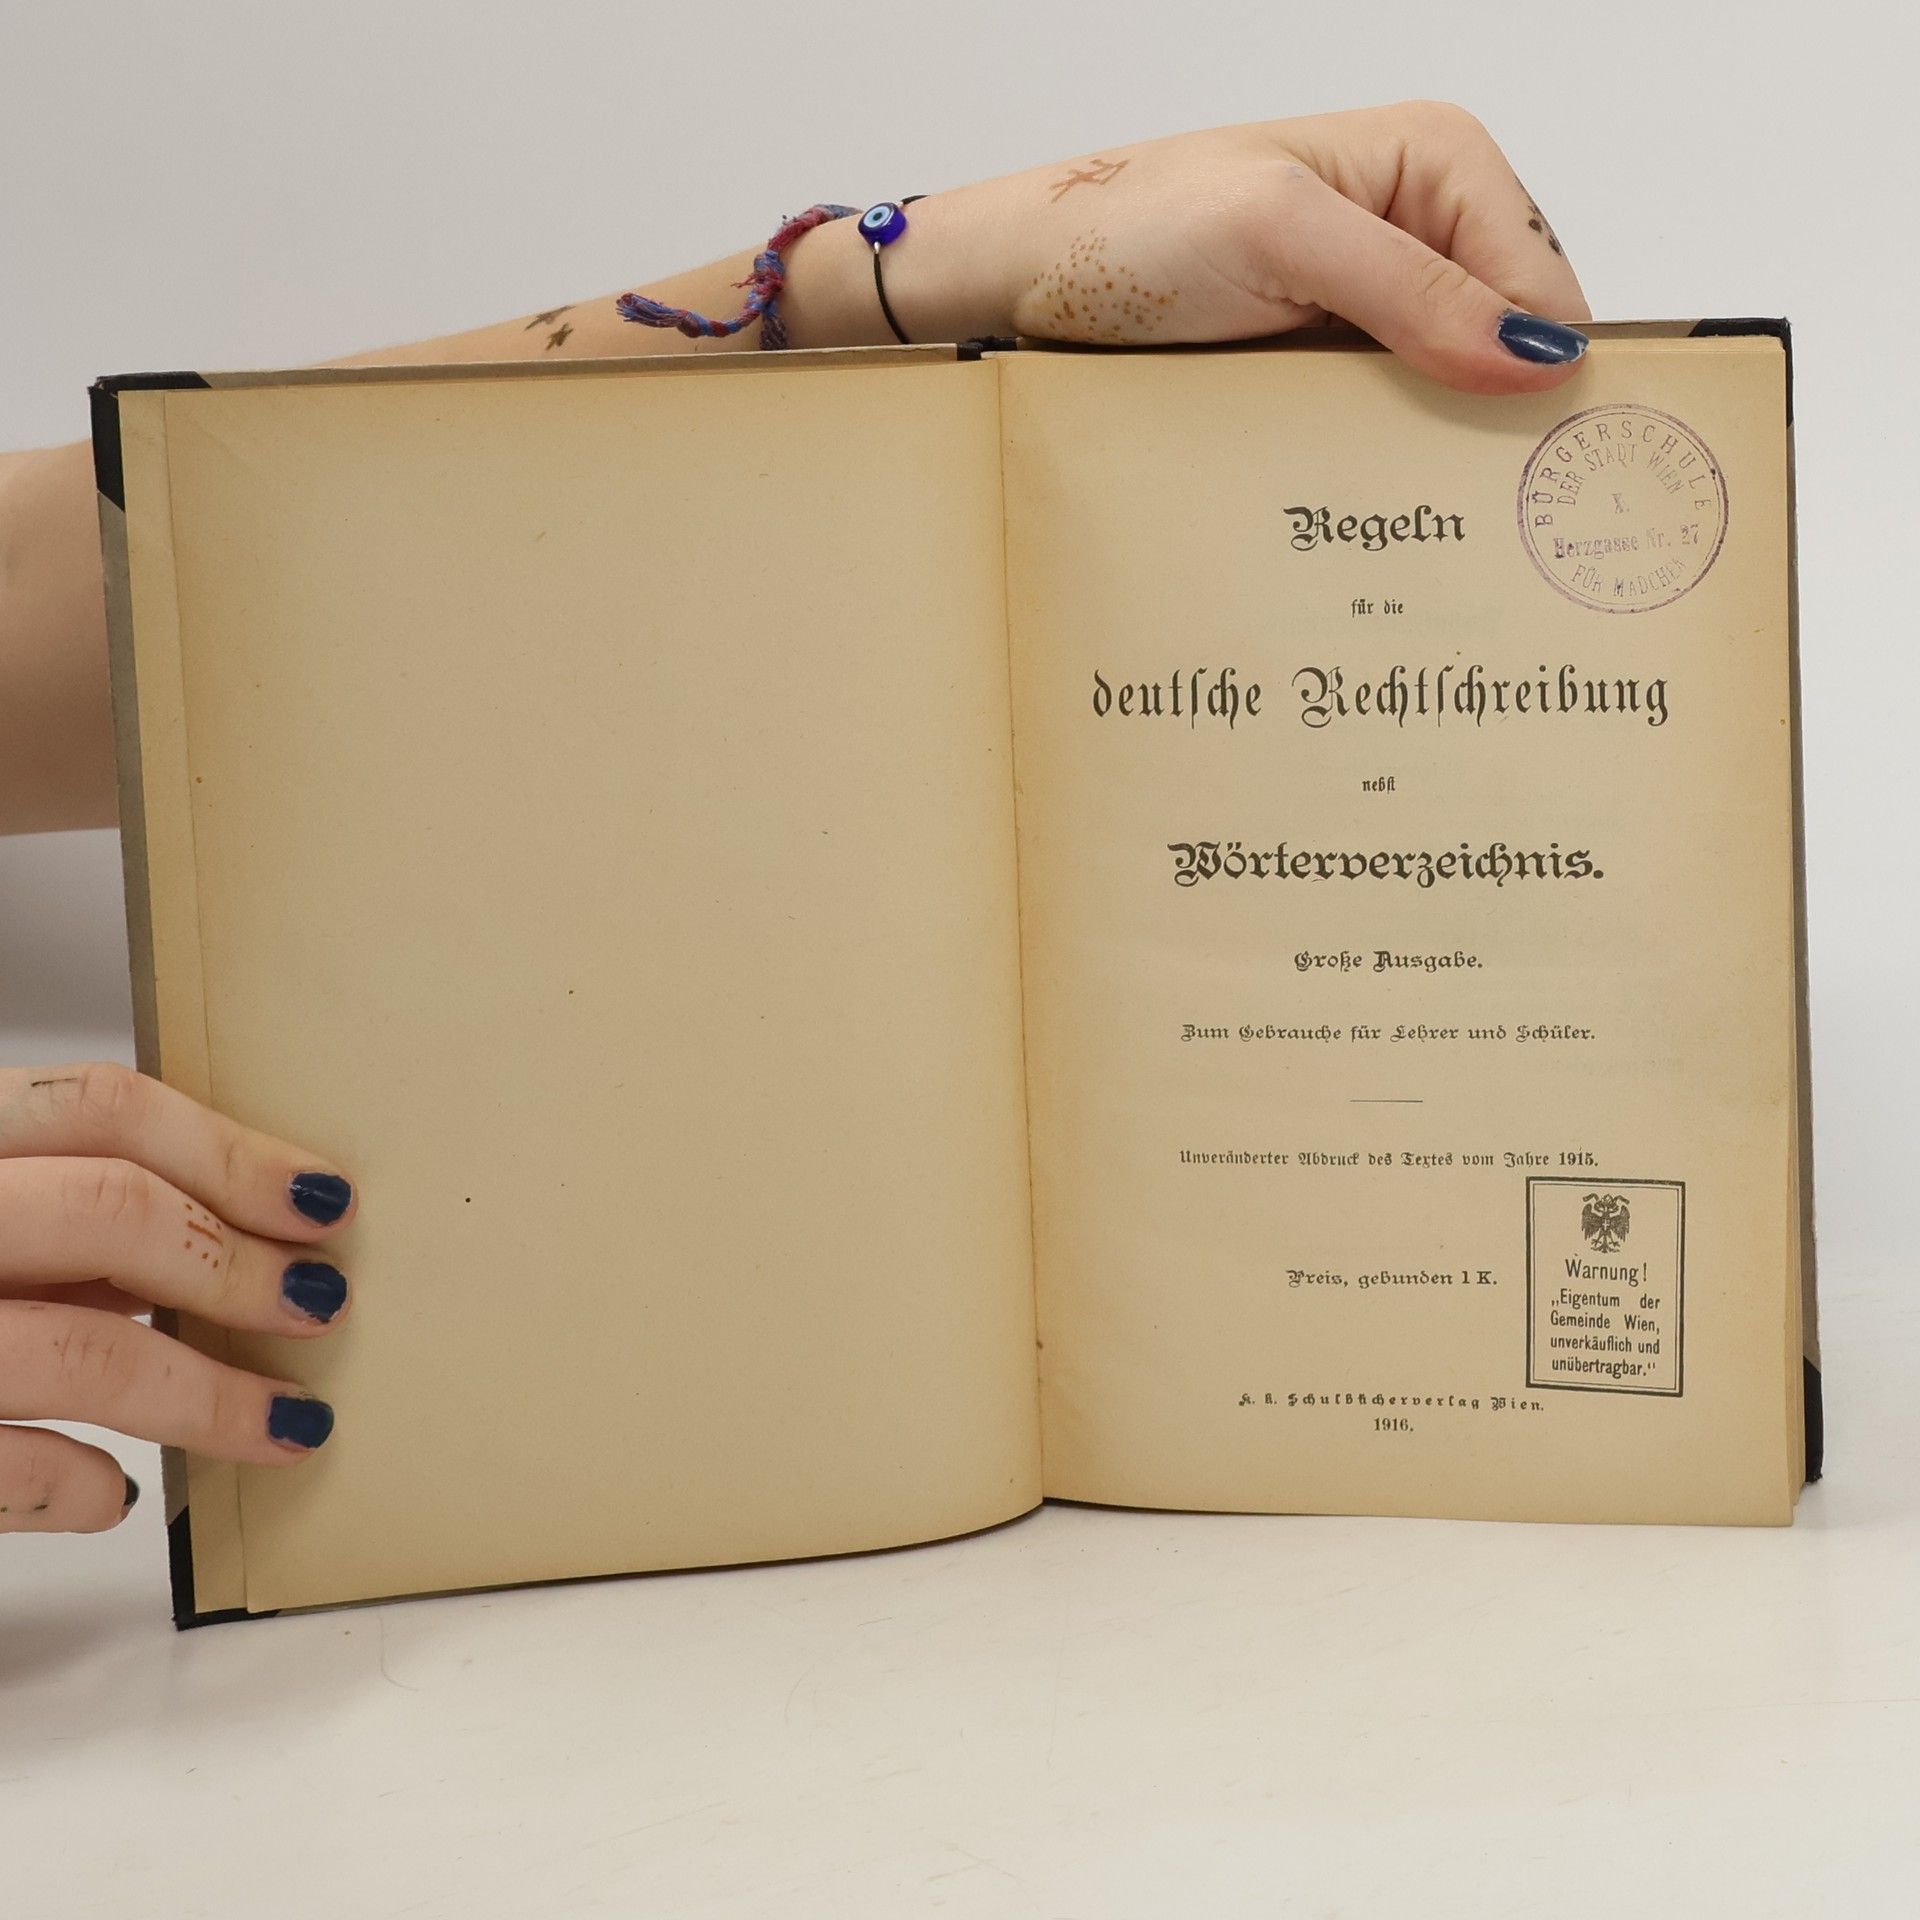 BÜRGERSCHULE
DER STADT WIEN
X.
Herzgasse Nr. 27
FÜR MÄDCHEN
Regeln
für die
deutſche Rechtſchreibung
nebſt
Wörterverzeichnis.
Große Ausgabe.
Zum Gebrauche für Lehrer und Schüler.
Unveränderter Abdruck des Textes vom Jahre 1915.
Preis, gebunden 1 K.
Warnung!
„Eigentum der
Gemeinde Wien,
unverkäuflich und
unübertragbar.“
K. k. Schulbücherverlag Wien.
1916.